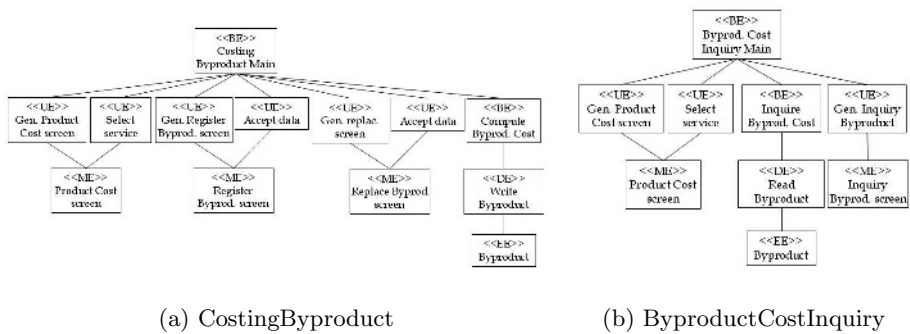 <<BE>>
Costing
Byproduct Main
<<UE>>
Gen. Product
Cost screen
<<UE>>
Select
service
<<UE>>
Gen. Register
Byprod. screen
<<UE>>
Accept data
<<UE>>
Gen. replac.
screen
<<UE>>
Accept data
<<BE>>
Compute
Byprod. Cost
<<ME>>
Product Cost
screen
<<ME>>
Register
Byprod. screen
<<ME>>
Replace Byprod
screen
<<DE>>
Write
Byproduct
<<EE>>
Byproduct
(a) CostingByproduct
<<BE>>
Byprod. Cost
Inquiry Main
<<UE>>
Gen. Product
Cost screen
<<UE>>
Select
service
<<BE>>
Inquire
Byprod. Cost
<<UE>>
Gen. Inquiry
Byproduct
<<ME>>
Product Cost
screen
<<DE>>
Read
Byproduct
<<ME>>
Inquiry
Byprod. screen
<<EE>>
Byproduct
(b) ByproductCostInquiry